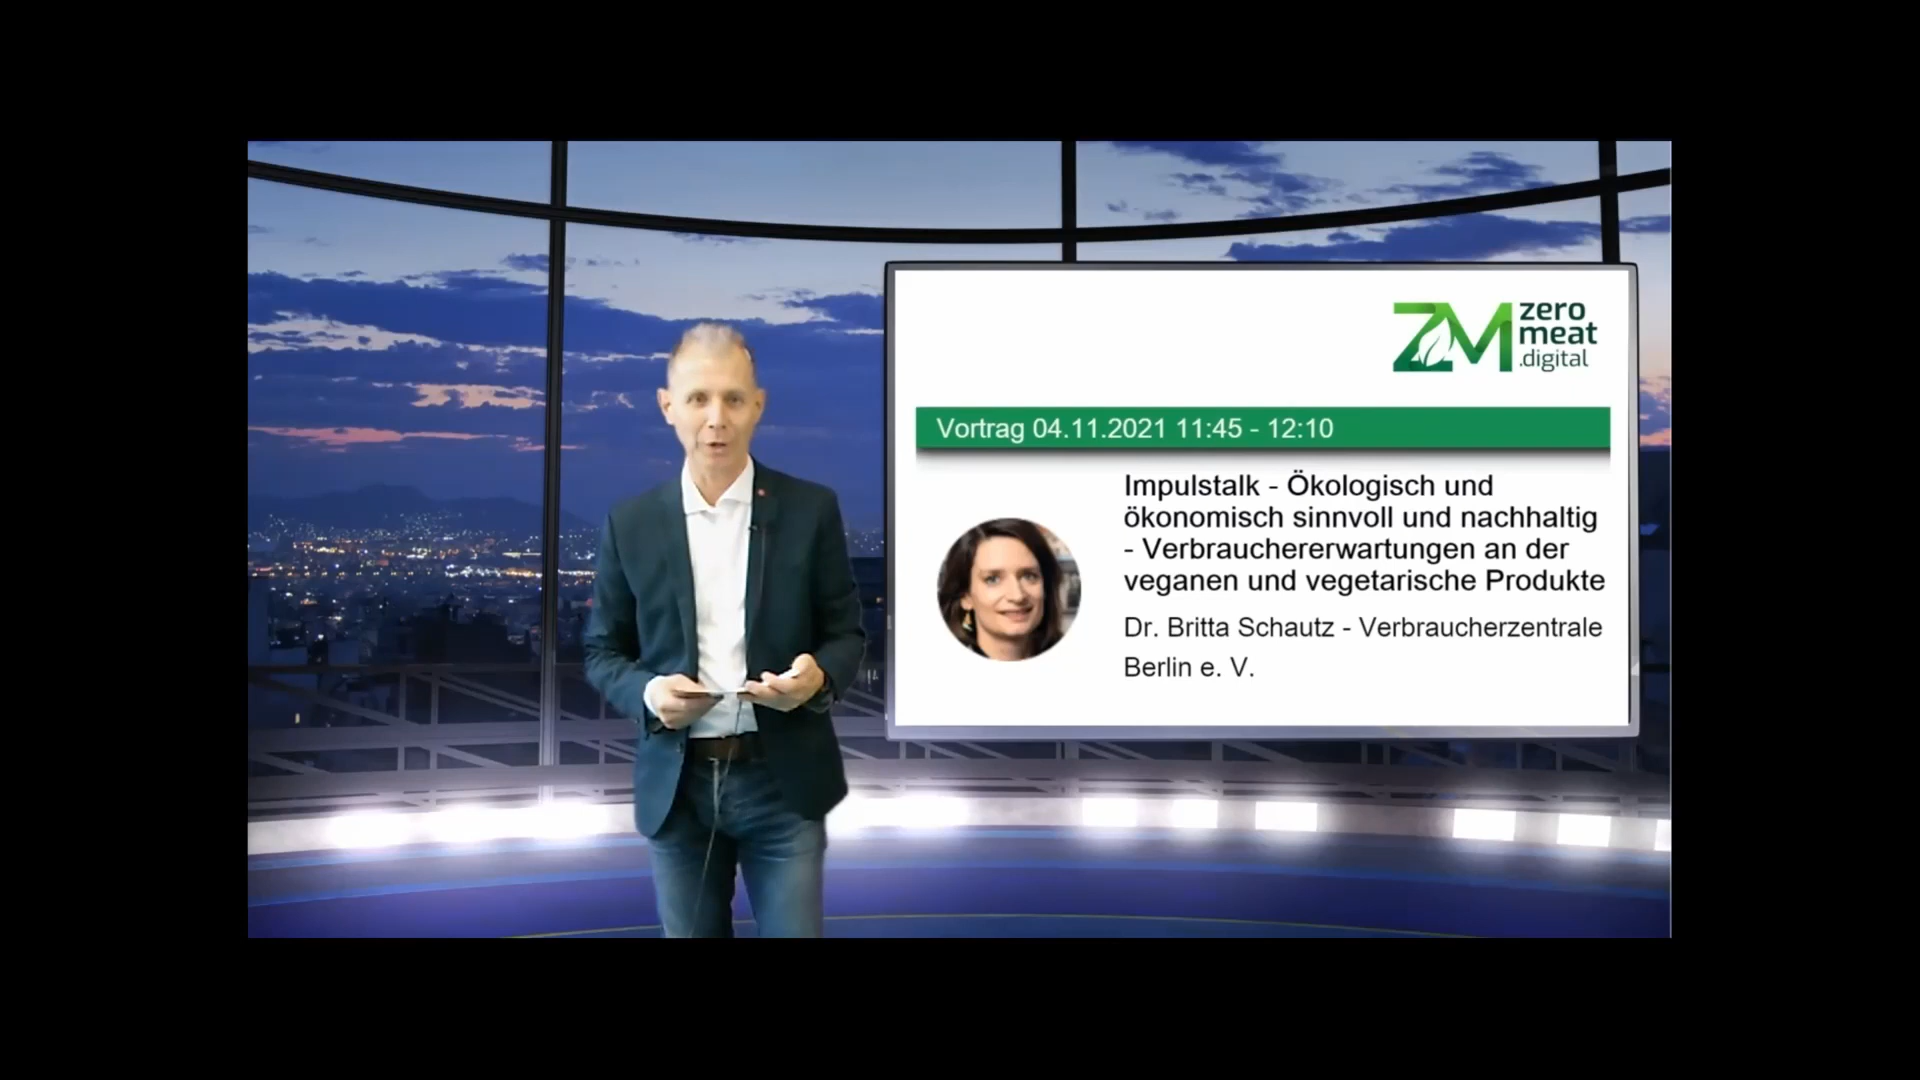 ZM zero
meat
.digital
Vortrag 04.11.2021 11:45 - 12:10
Impulstalk - Ökologisch und
ökonomisch sinnvoll und nachhaltig
- Verbrauchererwartungen an der
veganen und vegetarische Produkte
Dr. Britta Schautz - Verbraucherzentrale
Berlin e. V.